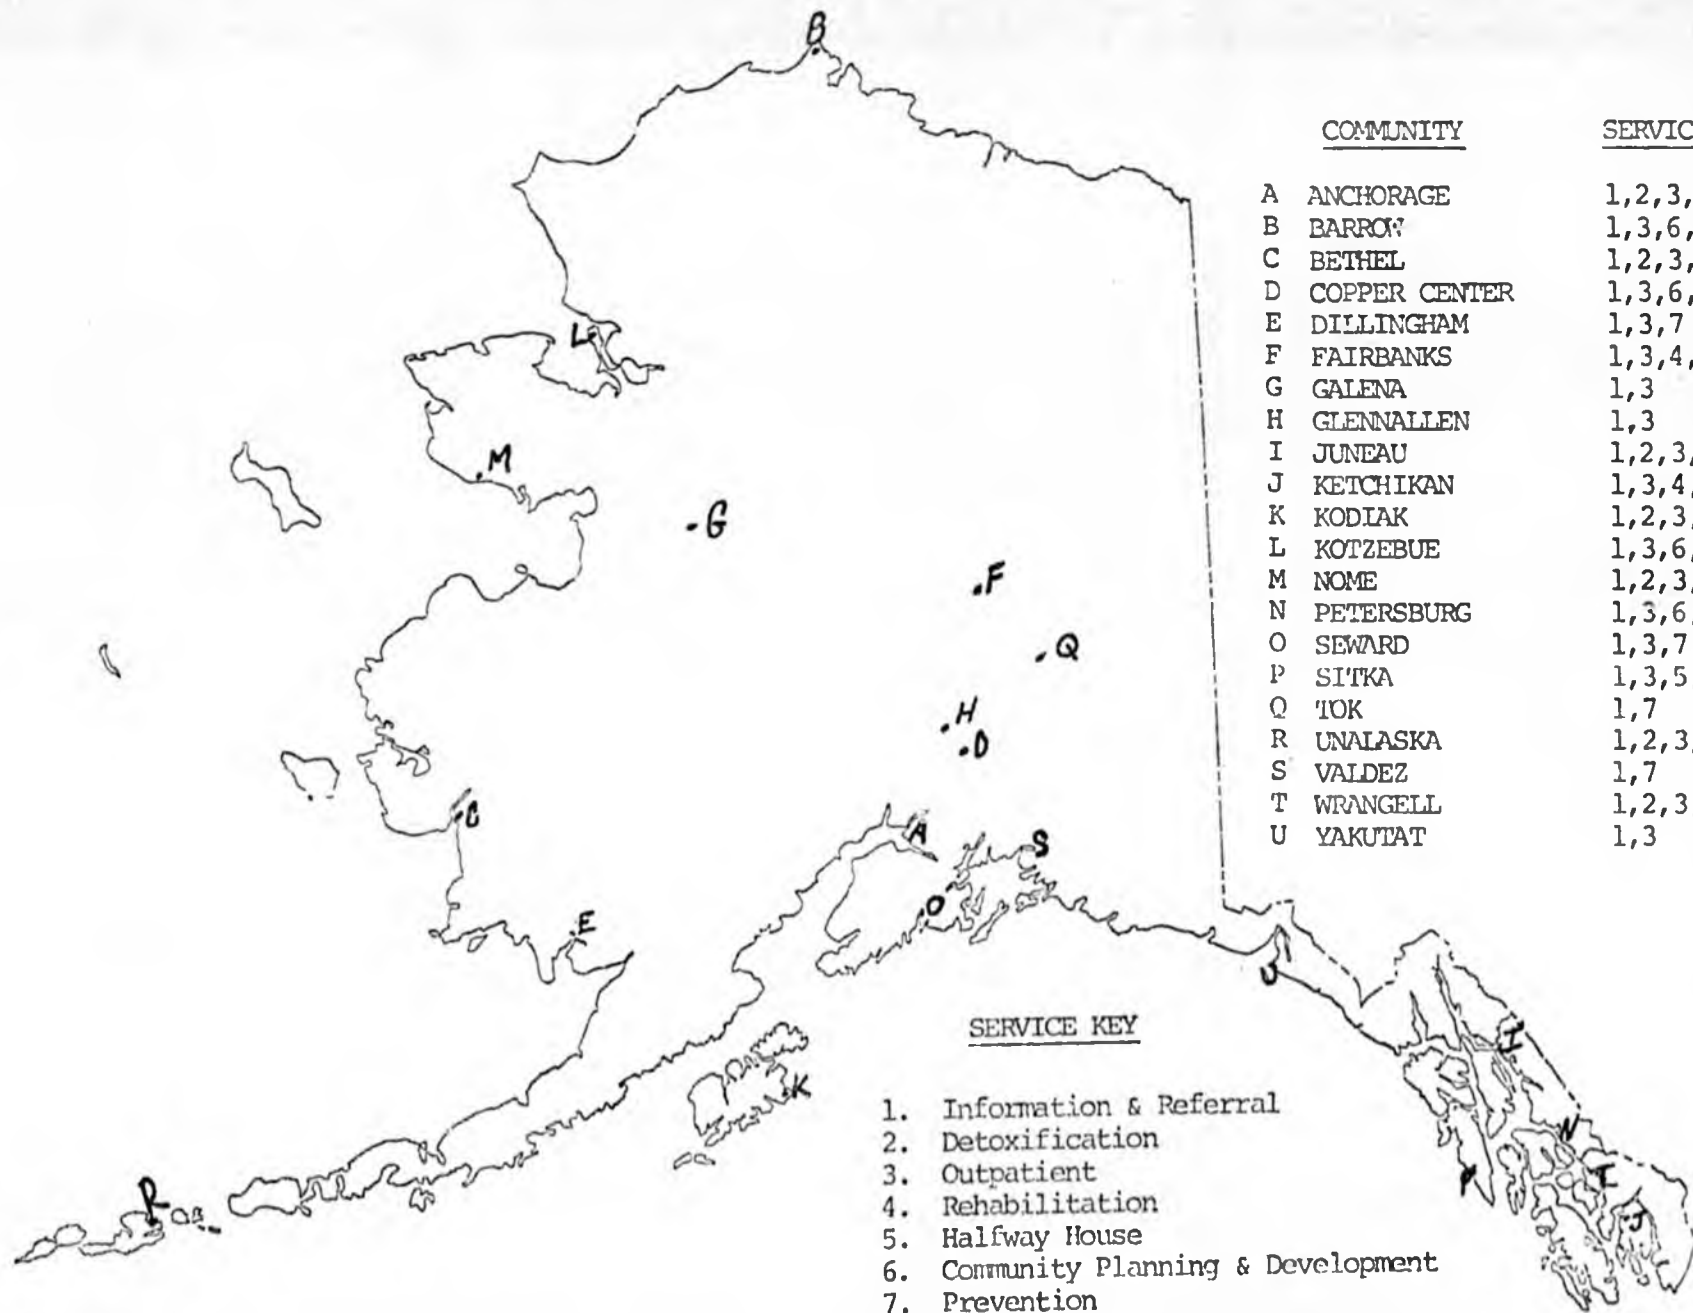 B
COMMUNITY SERVIC
A ANCHORAGE 1,2,3,
B BARROW 1,3,6,
C BETHEL 1,2,3,
D COPPER CENTER 1,3,6,
E DILLINGHAM 1,3,7
F FAIRBANKS 1,3,4,
G GALENA 1,3
H GLENNALLEN 1,3
I JUNEAU 1,2,3,
J KETCHIKAN 1,3,4,
K KODIAK 1,2,3,
L KOTZEBUE 1,3,6,
M NOME 1,2,3,
N PETERSBURG 1,3,6,
O SEWARD 1,3,7
P SITKA 1,3,5
Q TOK 1,7
R UNALASKA 1,2,3,
S VALDEZ 1,7
T WRANGELL 1,2,3
U YAKUTAT 1,3
L
M
G
F
Q
H
D
C
A
S
O
E
U
K
I
N
T
P
J
R
SERVICE KEY
1. Information & Referral
2. Detoxification
3. Outpatient
4. Rehabilitation
5. Halfway House
6. Community Planning & Development
7. Prevention